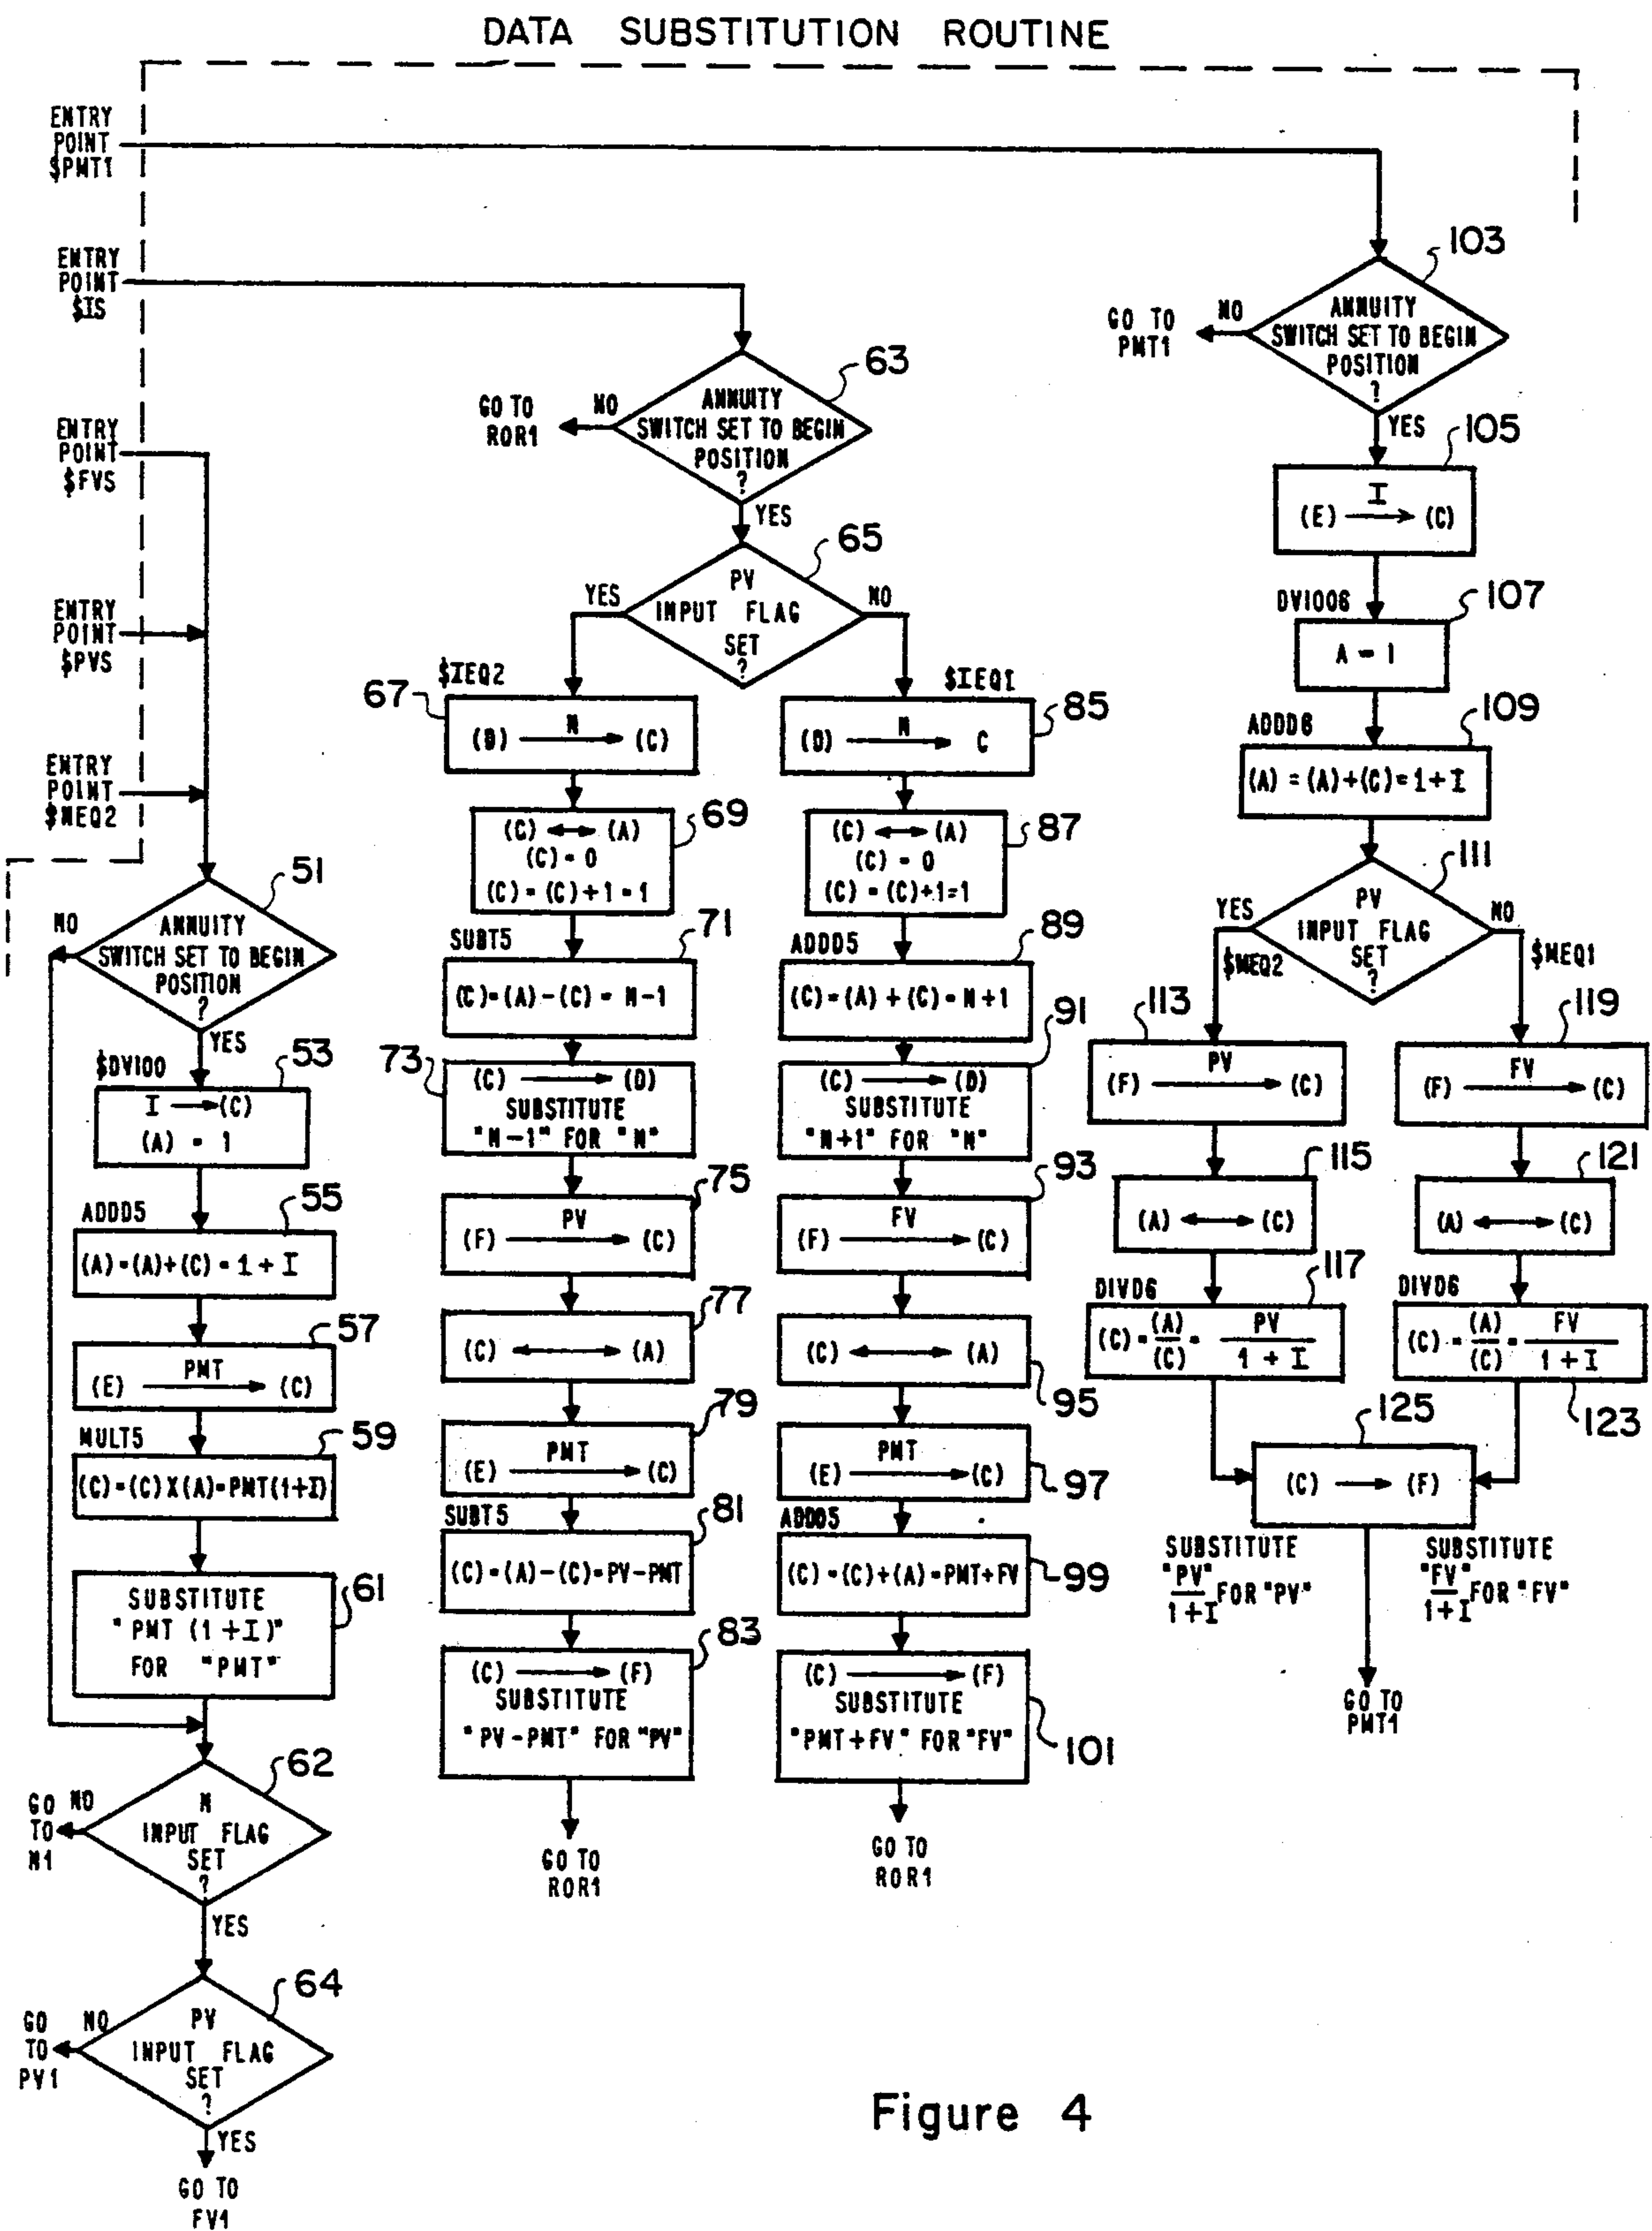 DATA SUBSTITUTION ROUTINE
ENTRY
POINT
$PMT1
ENTRY
POINT
$IS
ENTRY
POINT
$FVS
ENTRY
POINT
$PVS
ENTRY
POINT
$NEQ2
51
NO
ANNUITY
SWITCH SET TO BEGIN
POSITION
?
YES
$DV100
53
I → (C)
(A) = 1
ADDD5
55
(A)=(A)+(C)=1+I
57
PMT
(E) → (C)
MULT5
59
(C)=(C)X(A)=PMT(1+I)
61
SUBSTITUTE
"PMT (1+I)"
FOR "PMT"
62
GO NO
TO
N1
N
INPUT FLAG
SET
?
YES
64
GO NO
TO
PV1
PV
INPUT FLAG
SET
?
YES
GO TO
FV1
63
GO TO
ROR1
NO
ANNUITY
SWITCH SET TO BEGIN
POSITION
?
YES
65
YES
PV
INPUT FLAG
SET
?
NO
$IEQ2
67
N
(D) → (C)
69
(C) ↔ (A)
(C)=0
(C)=(C)+1=1
SUBT5
71
(C)=(A)-(C)=N-1
73
(C) → (D)
SUBSTITUTE
"N-1" FOR "N"
75
PV
(F) → (C)
77
(C) ↔ (A)
79
PMT
(E) → (C)
SUBT5
81
(C)=(A)-(C)=PV-PMT
83
(C) → (F)
SUBSTITUTE
"PV-PMT" FOR "PV"
GO TO
ROR1
$IEQ1
85
N
(D) → C
87
(C) ↔ (A)
(C)=0
(C)=(C)+1=1
ADDD5
89
(C)=(A)+(C)=N+1
91
(C) → (D)
SUBSTITUTE
"N+1" FOR "N"
93
FV
(F) → (C)
95
(C) ↔ (A)
97
PMT
(E) → (C)
ADDD5
99
(C)=(C)+(A)=PMT+FV
101
(C) → (F)
SUBSTITUTE
"PMT+FV" FOR "FV"
GO TO
ROR1
103
GO TO
PMT1
NO
ANNUITY
SWITCH SET TO BEGIN
POSITION
?
YES
105
I
(E) → (C)
DV1006
107
A = 1
ADDD6
109
(A)=(A)+(C)=1+I
111
YES
PV
INPUT FLAG
SET
?
NO
$MEQ2
113
PV
(F) → (C)
115
(A) ↔ (C)
DIVD6
117
(C)=(A)/(C)=PV/1+I
$MEQ1
119
FV
(F) → (C)
121
(A) ↔ (C)
DIVD6
123
(C)=(A)/(C)=FV/1+I
125
(C) → (F)
SUBSTITUTE
"PV"/1+I FOR "PV"
SUBSTITUTE
"FV"/1+I FOR "FV"
GO TO
PMT1
Figure 4